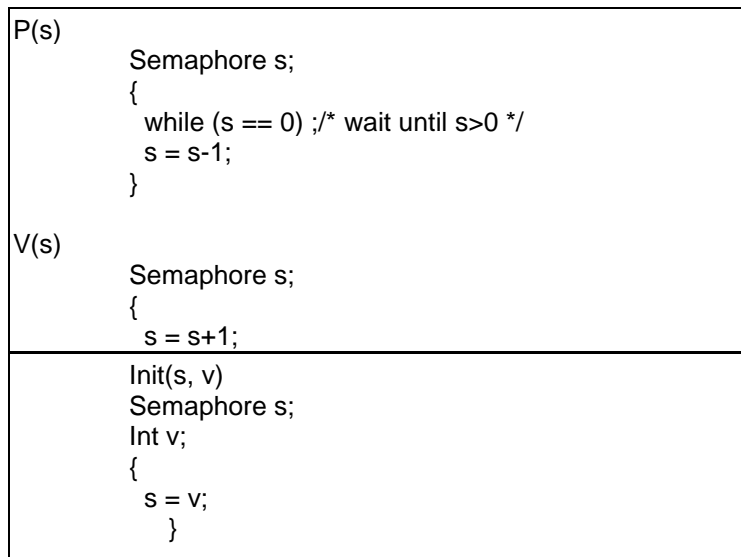 P(s)
Semaphore s;
{
while (s == 0) ;/* wait until s>0 */
s = s-1;
}
V(s)
Semaphore s;
{
s = s+1;
Init(s, v)
Semaphore s;
Int v;
{
s = v;
}